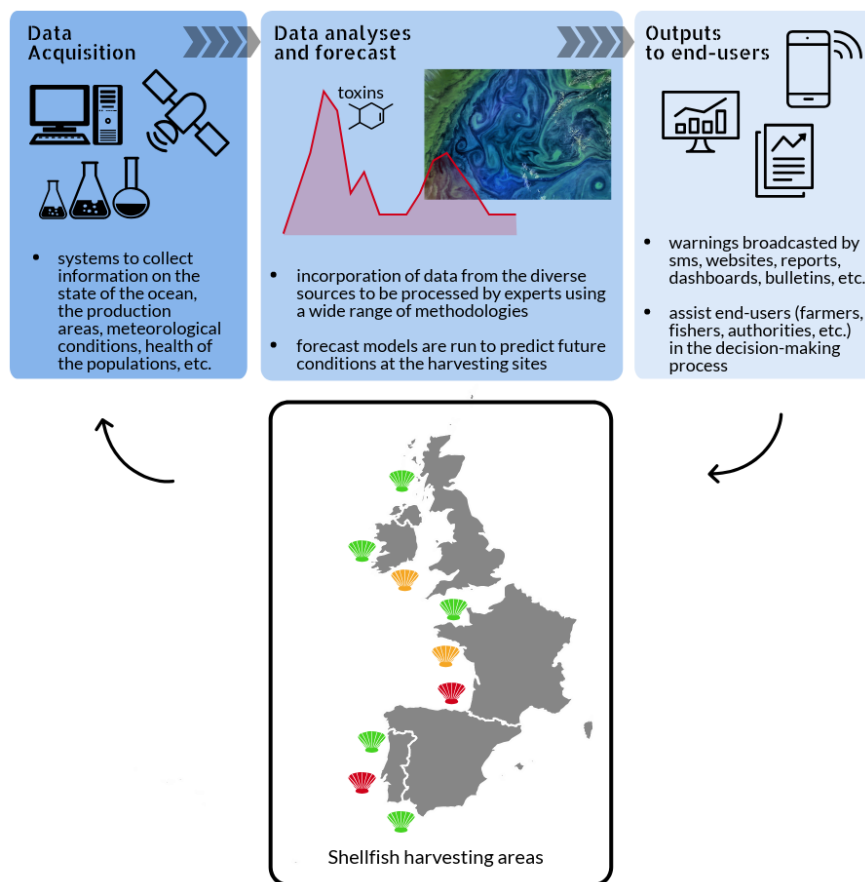 Data
Acquisition
• systems to collect
information on the
state of the ocean,
the production
areas, meteorological
conditions, health of
the populations, etc.
Data analyses
and forecast
toxins
• incorporation of data from the diverse
sources to be processed by experts using
a wide range of methodologies
• forecast models are run to predict future
conditions at the harvesting sites
Outputs
to end-users
• warnings broadcasted by
sms, websites, reports,
dashboards, bulletins, etc.
• assist end-users (farmers,
fishers, authorities, etc.)
in the decision-making
process
Shellfish harvesting areas